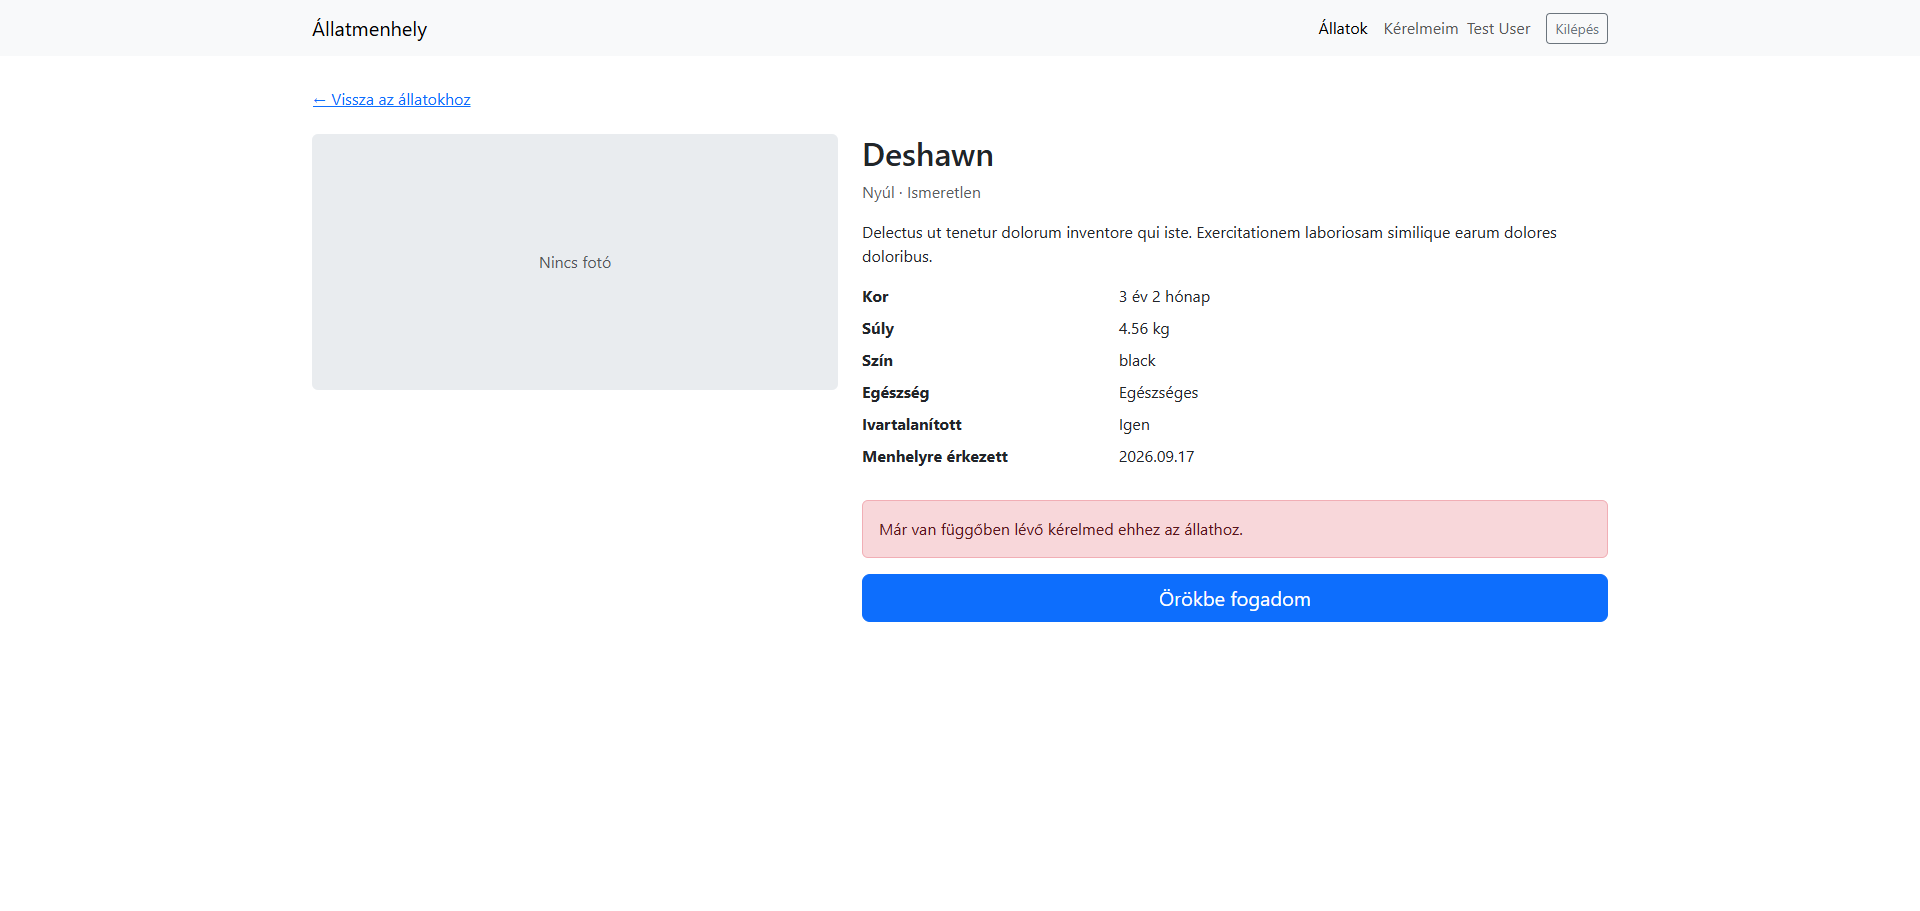 Állatmenhely
Állatok Kérelmeim Test User Kilépés
← Vissza az állatokhoz
Nincs fotó
Deshawn
Nyúl · Ismeretlen
Delectus ut tenetur dolorum inventore qui iste. Exercitationem laboriosam similique earum dolores
doloribus.
Kor 3 év 2 hónap
Súly 4.56 kg
Szín black
Egészség Egészséges
Ivartalanított Igen
Menhelyre érkezett 2026.09.17
Már van függőben lévő kérelmed ehhez az állathoz.
Örökbe fogadom